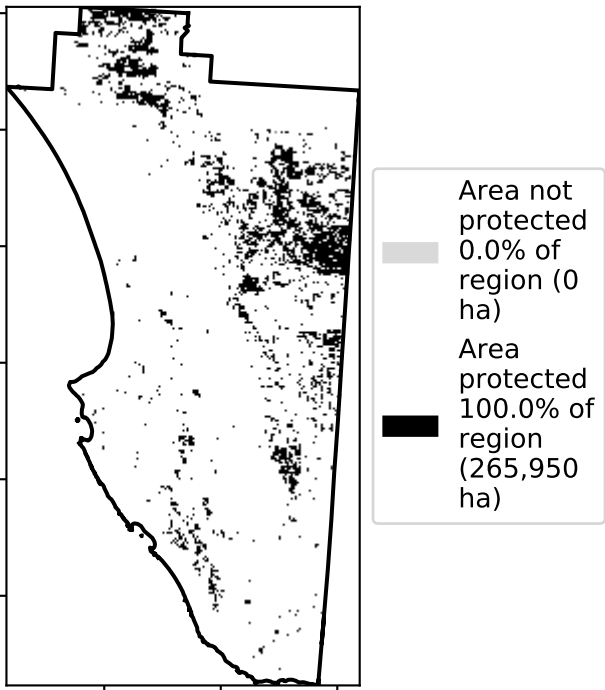 Area not
protected
0.0% of
region (0
ha)
Area
protected
100.0% of
region
(265,950
ha)